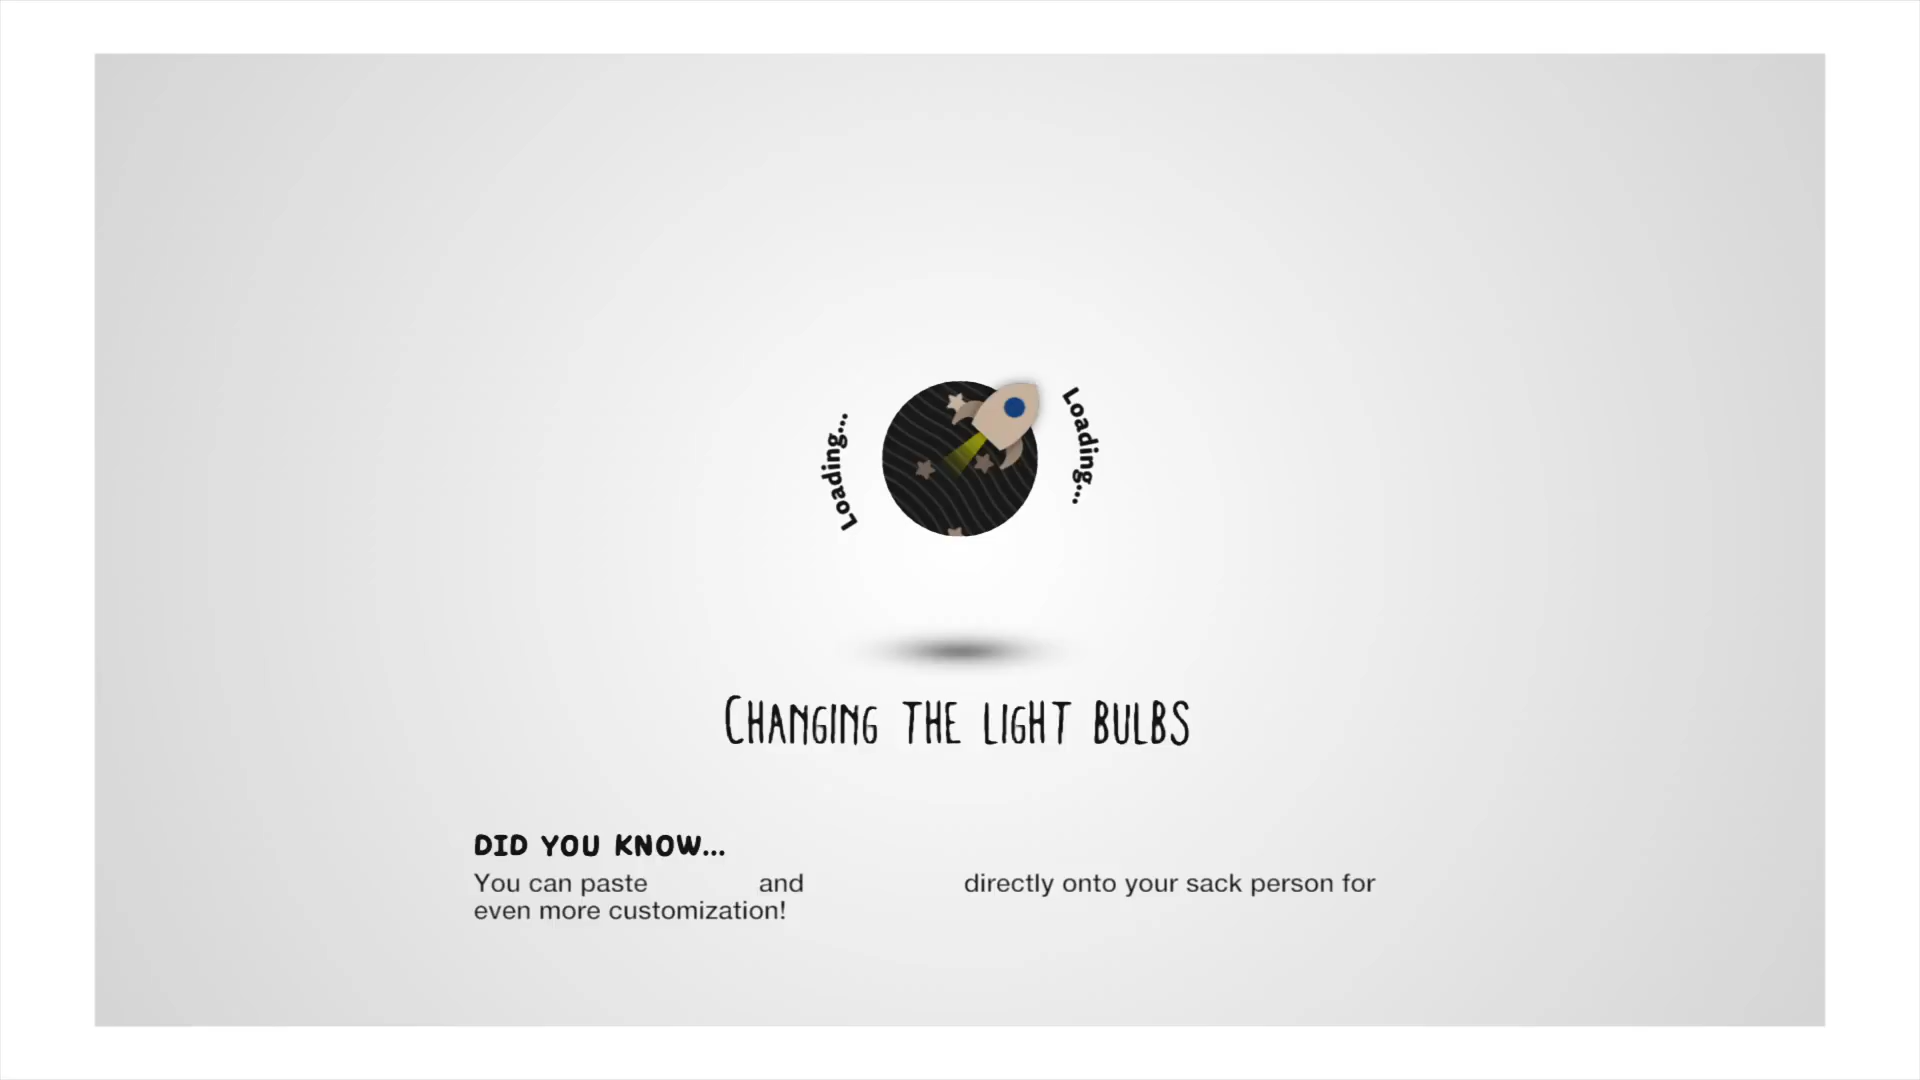 Loading...
Loading...
Changing the light bulbs
DID YOU KNOW...
You can paste and directly onto your sack person for
even more customization!